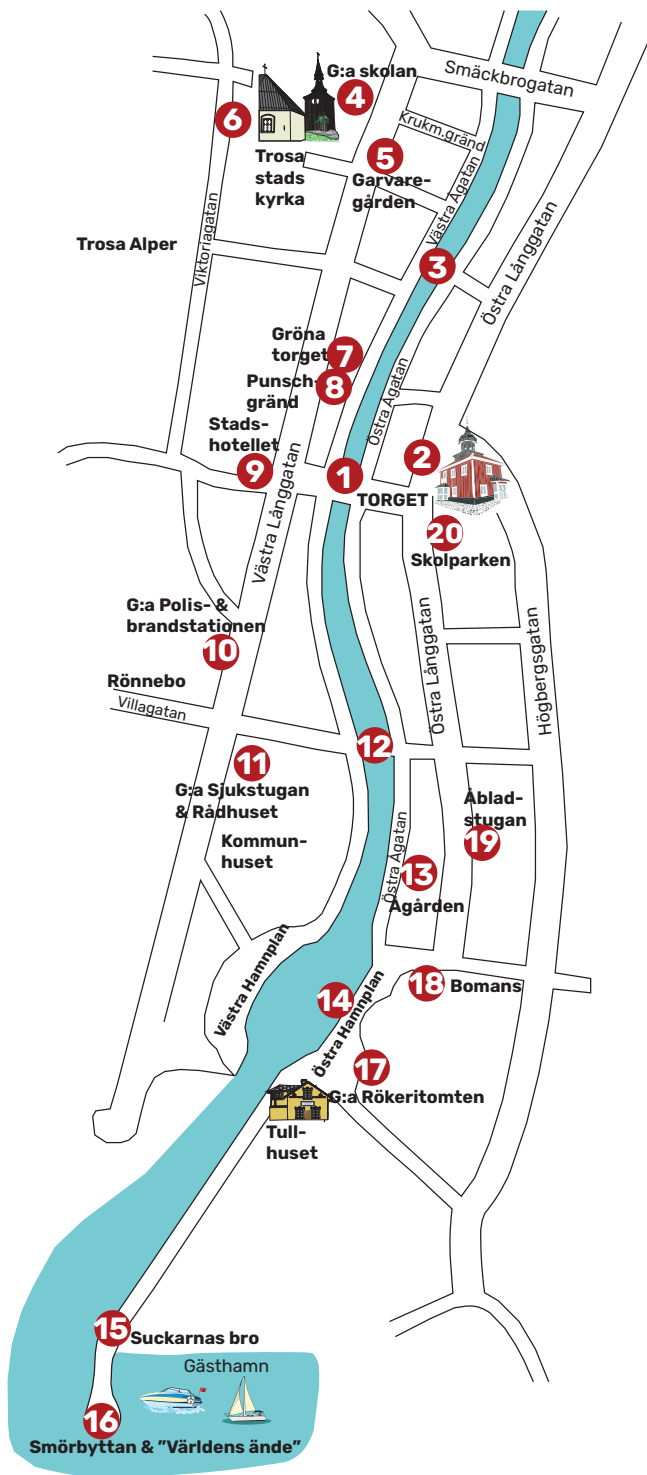 G:a skolan
4
Smäckbrogatan
6
Krukm.gränd
Trosa
stads
kyrka
5
Garvare-
gården
Västra Ågatan
Trosa Alper
Viktoriagatan
3
Östra Långgatan
Gröna
torget
7
Punsch-
gränd
8
Östra Ågatan
Stads-
hotellet
9
1
2
TORGET
Västra Långgatan
20
Skolparken
G:a Polis- &
brandstationen
10
Östra Långgatan
Högbergsgatan
Rönnebo
Villagatan
12
11
G:a Sjukstugan
& Rådhuset
Kommun-
huset
Åblad-
stugan
19
Östra Ågatan
13
Ågården
Västra Hamnplan
14
18
Bomans
Östra Hamnplan
17
G:a Rökeritomten
Tull-
huset
15
Suckarnas bro
Gästhamn
16
Smörbyttan & ”Världens ände”